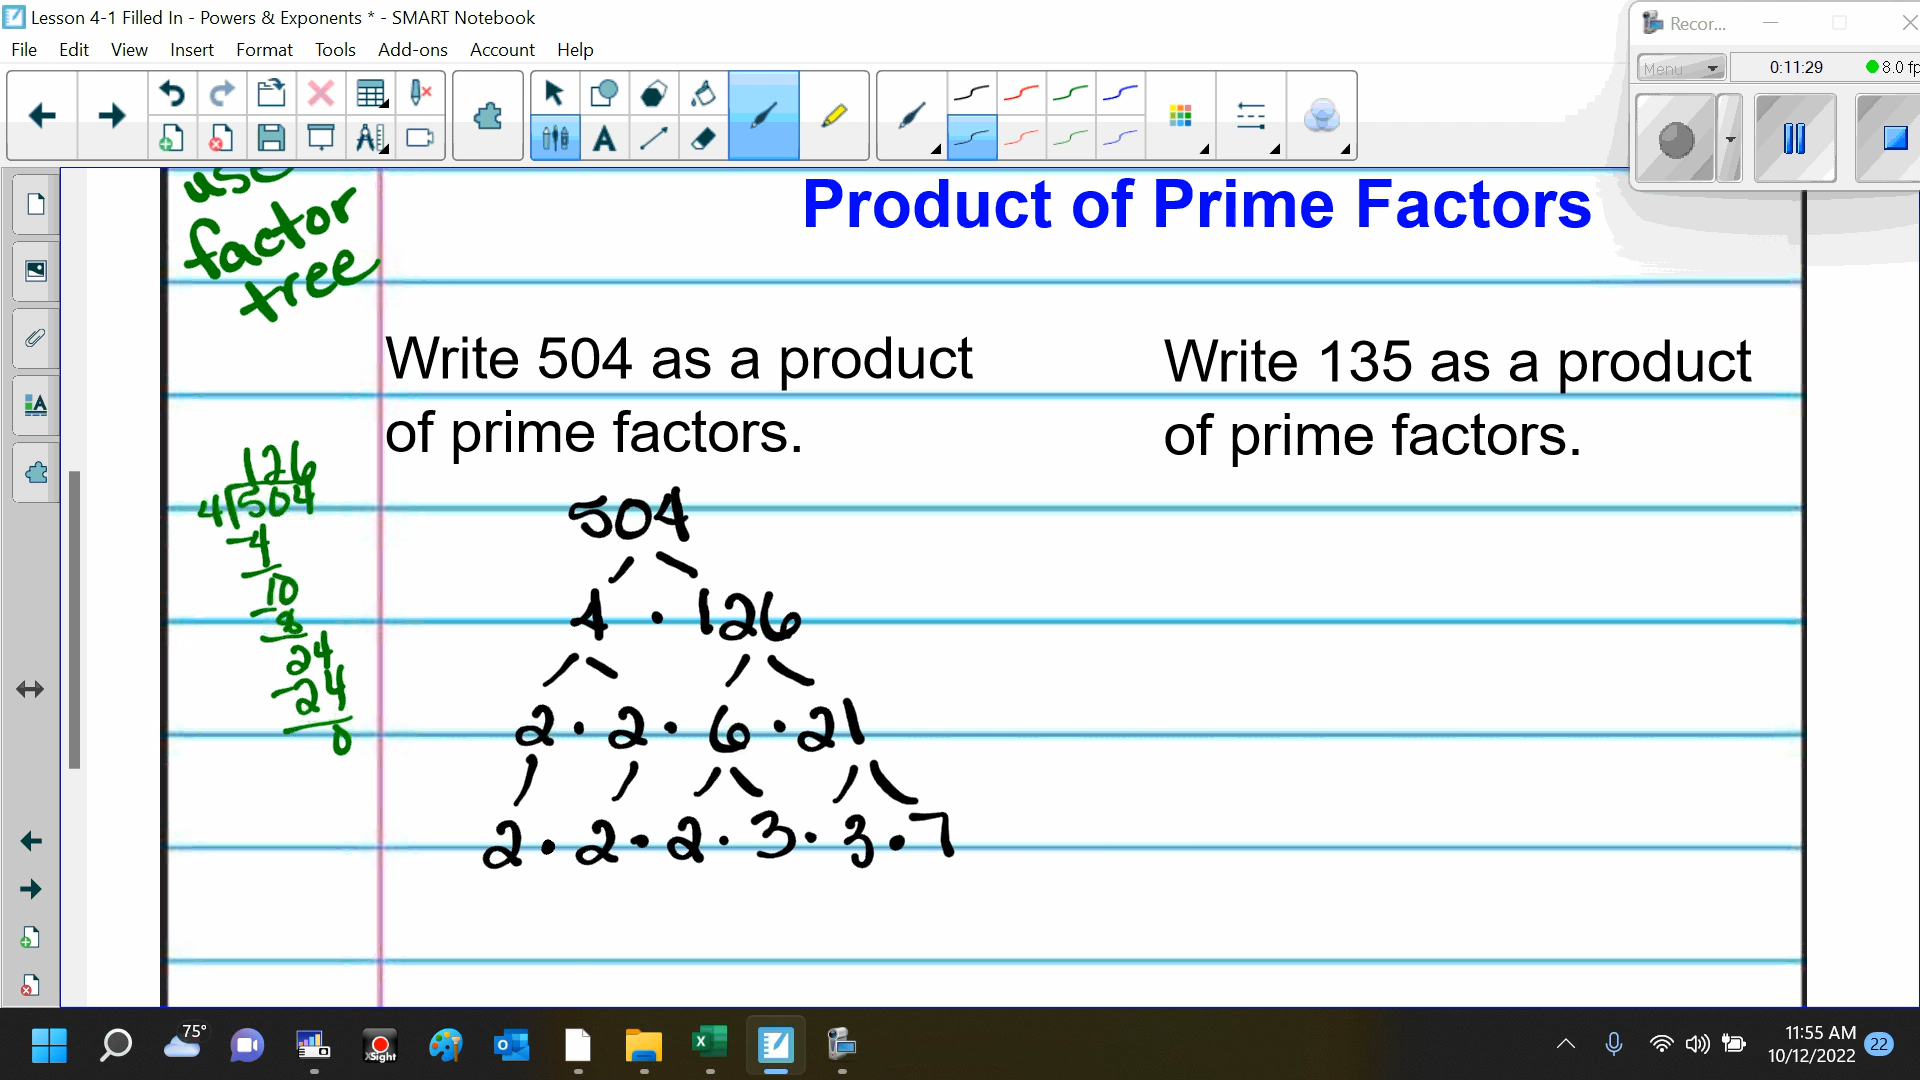 Lesson 4-1 Filled In - Powers & Exponents * - SMART Notebook
File Edit View Insert Format Tools Add-ons Account Help
Recor...
Menu 0:11:29 8.0 fp
use
factor
tree
Product of Prime Factors
Write 504 as a product
of prime factors.
Write 135 as a product
of prime factors.
126
4)504
-4
10
-8
24
-24
0
504
4 · 126
2 · 2 · 6 · 21
2 · 2 · 2 · 3 · 3 · 7
75°
XSight
11:55 AM
10/12/2022
22